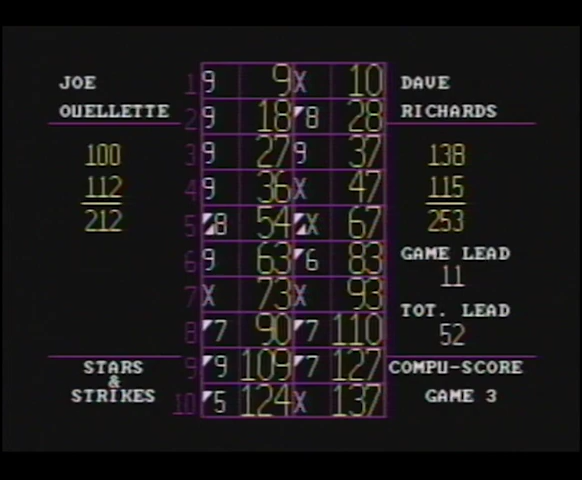 JOE
OUELLETTE
100
112
212
1 9 9 X 10
2 9 18 8 28
3 9 27 9 37
4 9 36 X 47
5 8 54 X 67
6 9 63 6 83
7 X 73 X 93
8 7 90 7 110
9 9 109 7 127
10 5 124 X 137
DAVE
RICHARDS
138
115
253
GAME LEAD
11
TOT. LEAD
52
STARS
&
STRIKES
COMPU-SCORE
GAME 3